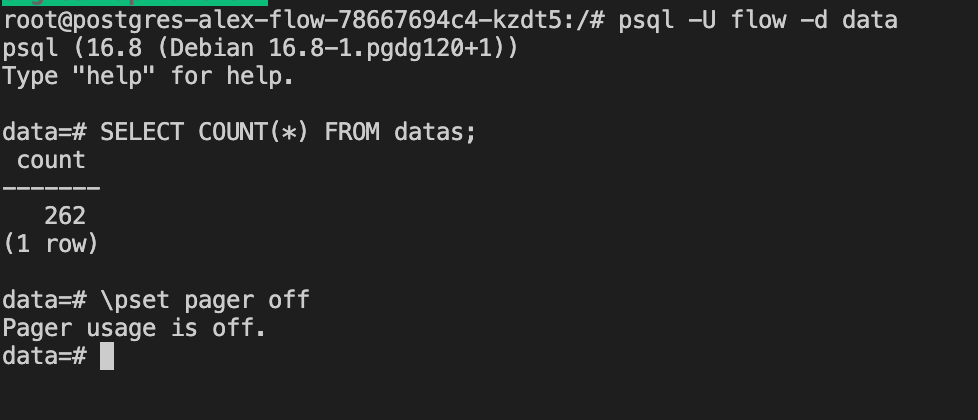 root@postgres-alex-flow-78667694c4-kzdt5:/# psql -U flow -d data
psql (16.8 (Debian 16.8-1.pgdg120+1))
Type "help" for help.
data=# SELECT COUNT(*) FROM datas;
count
-------
262
(1 row)
data=# \pset pager off
Pager usage is off.
data=#